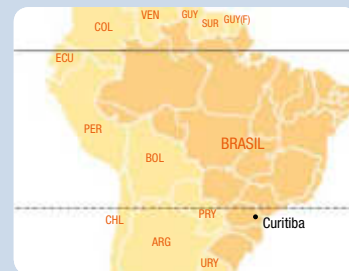 VEN
GUY
GUY(F)
COL
SUR
ECU
PER
BRASIL
BOL
CHL
PRY
Curitiba
ARG
URY